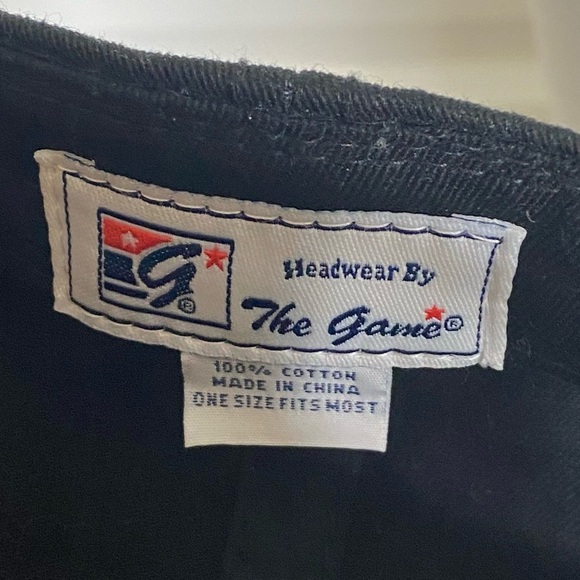 G®
Headwear By
The Game®
100% COTTON
MADE IN CHINA
ONE SIZE FITS MOST